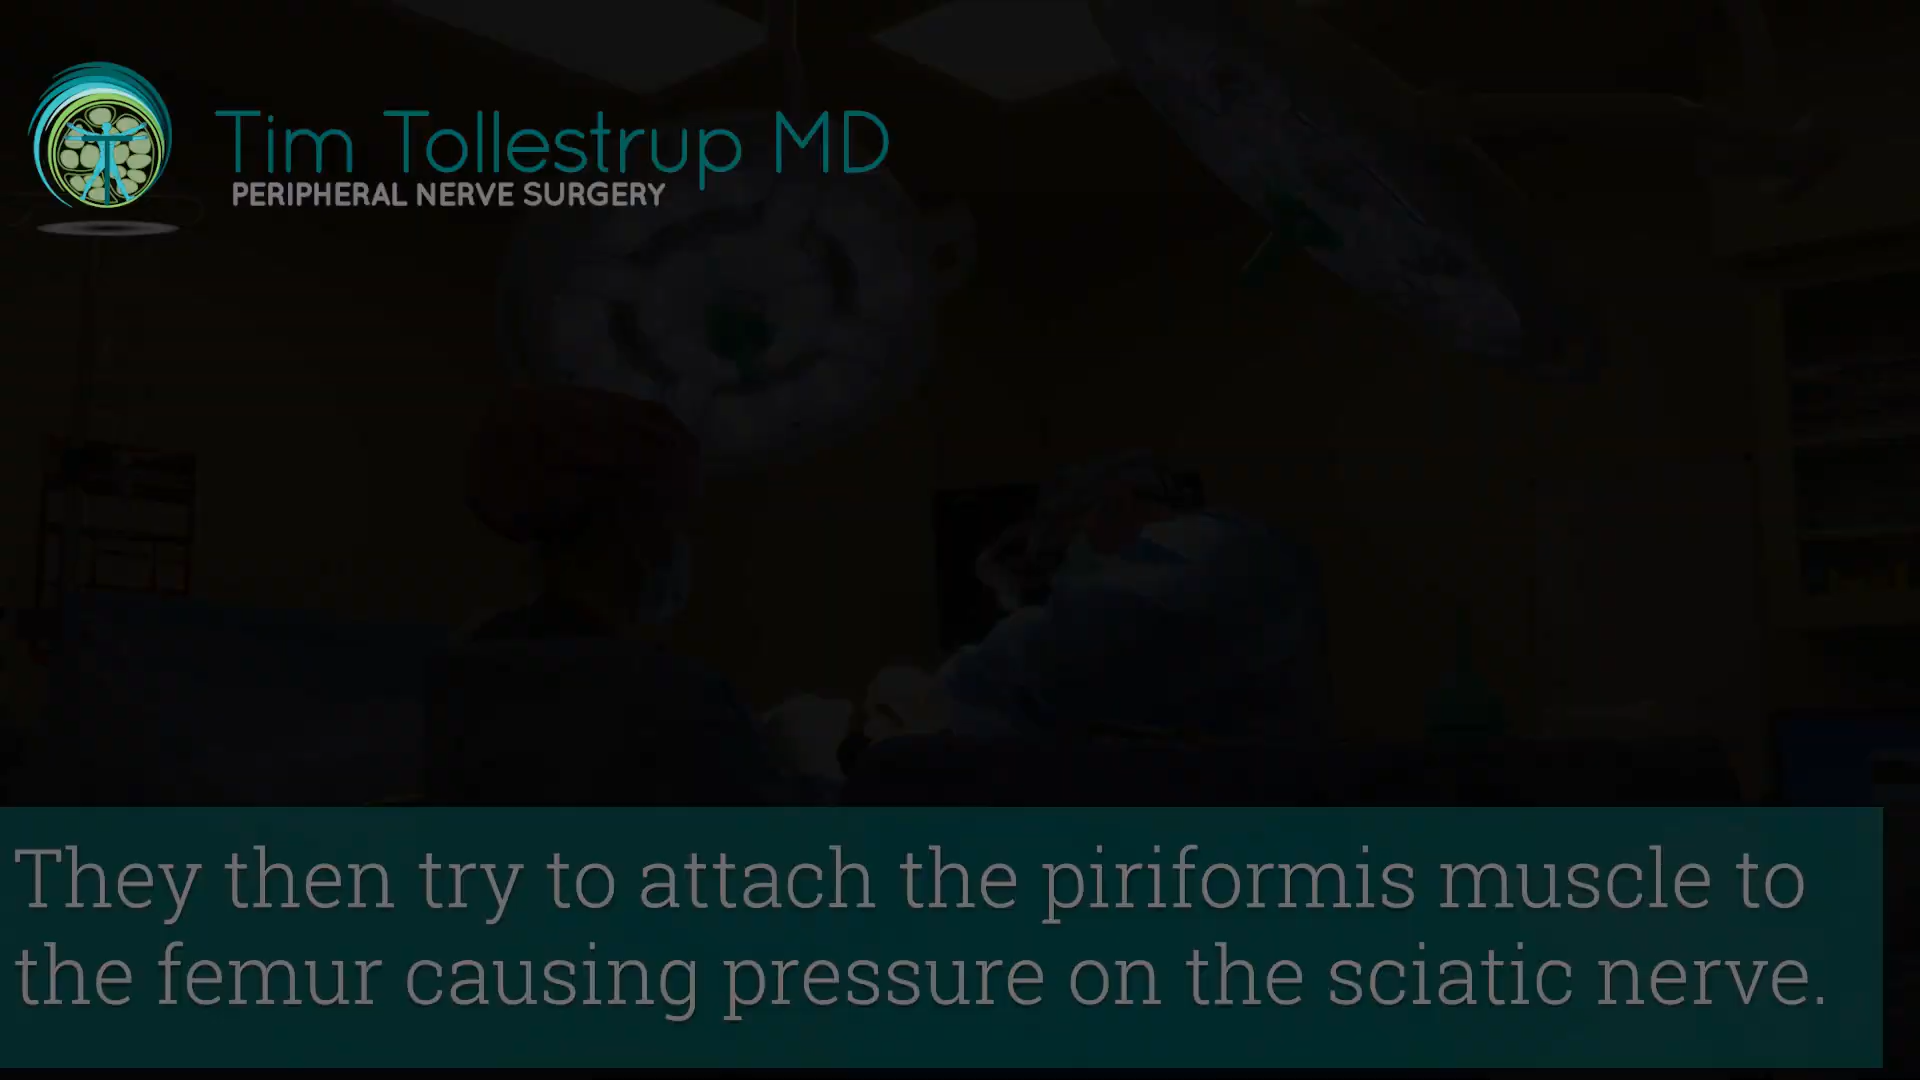 Tim Tollestrup MD
PERIPHERAL NERVE SURGERY
They then try to attach the piriformis muscle to
the femur causing pressure on the sciatic nerve.